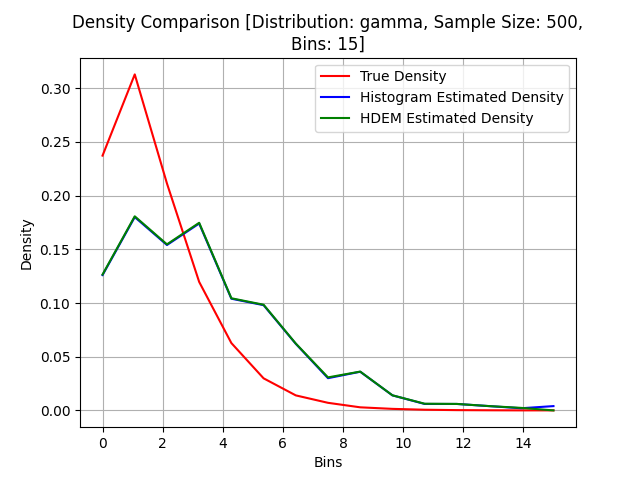 Density Comparison [Distribution: gamma, Sample Size: 500,
Bins: 15]
True Density
Histogram Estimated Density
HDEM Estimated Density
Density
0.30
0.25
0.20
0.15
0.10
0.05
0.00
0 2 4 6 8 10 12 14
Bins